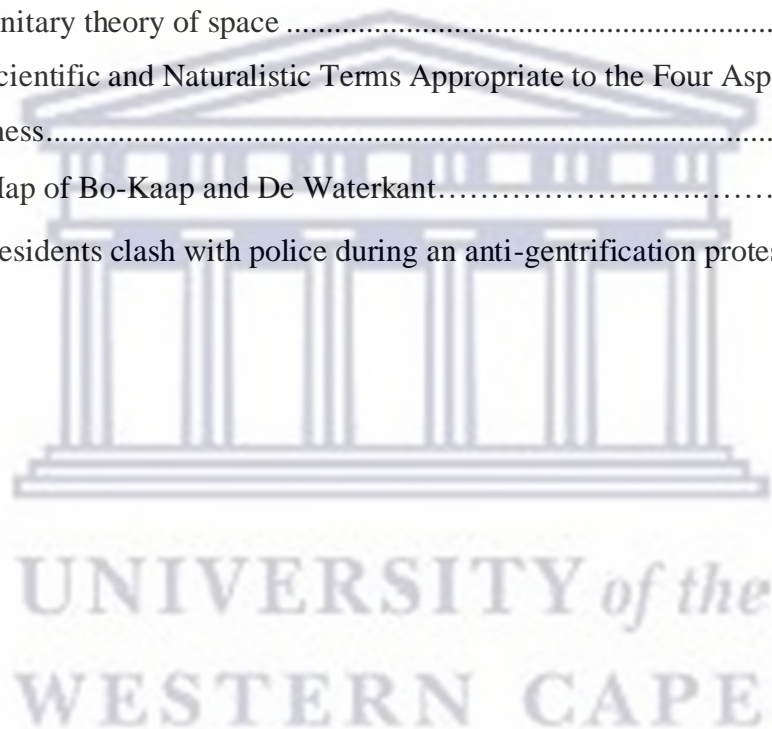 nitary theory of space ..........................................................
cientific and Naturalistic Terms Appropriate to the Four Asp
ness.........................................................................................
Map of Bo-Kaap and De Waterkant……………………..……
esidents clash with police during an anti-gentrification protes
UNIVERSITY of the
WESTERN CAPE